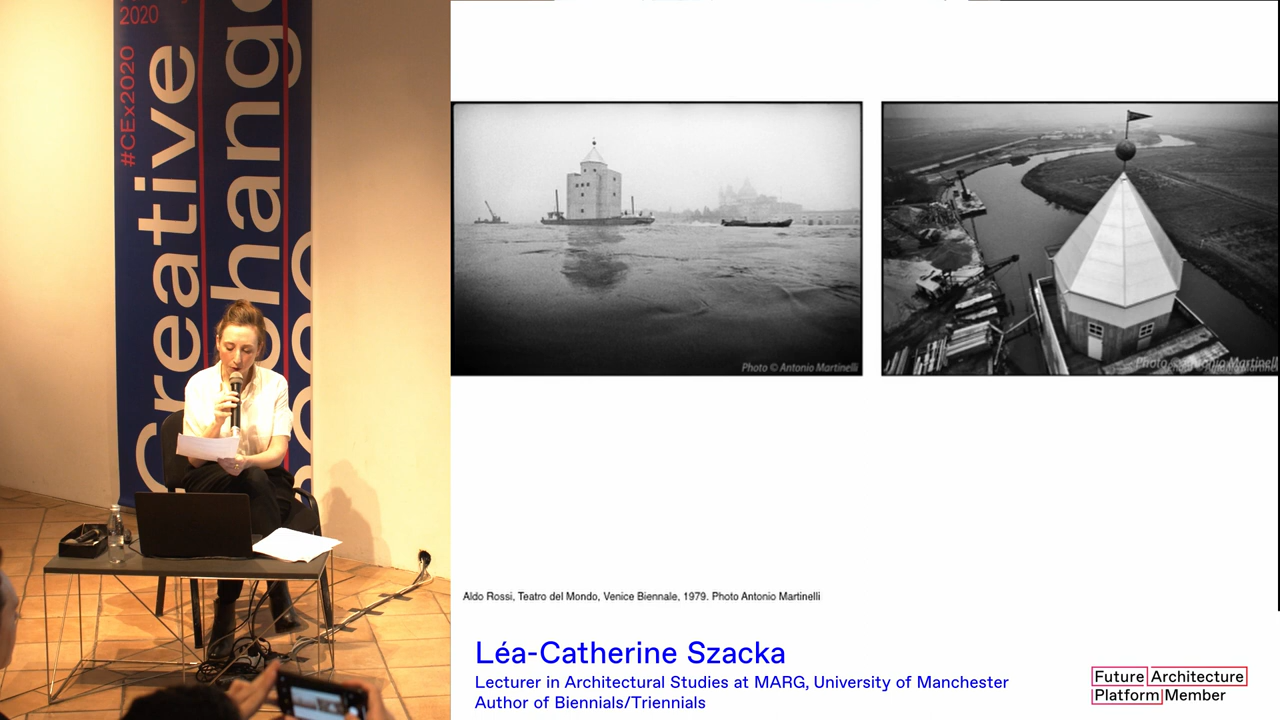 2020
#CEx2020
Creative
Photo © Antonio Martinelli
Aldo Rossi, Teatro del Mondo, Venice Biennale, 1979. Photo Antonio Martinelli
Léa-Catherine Szacka
Lecturer in Architectural Studies at MARG, University of Manchester
Author of Biennials/Triennials
Future Architecture
Platform Member